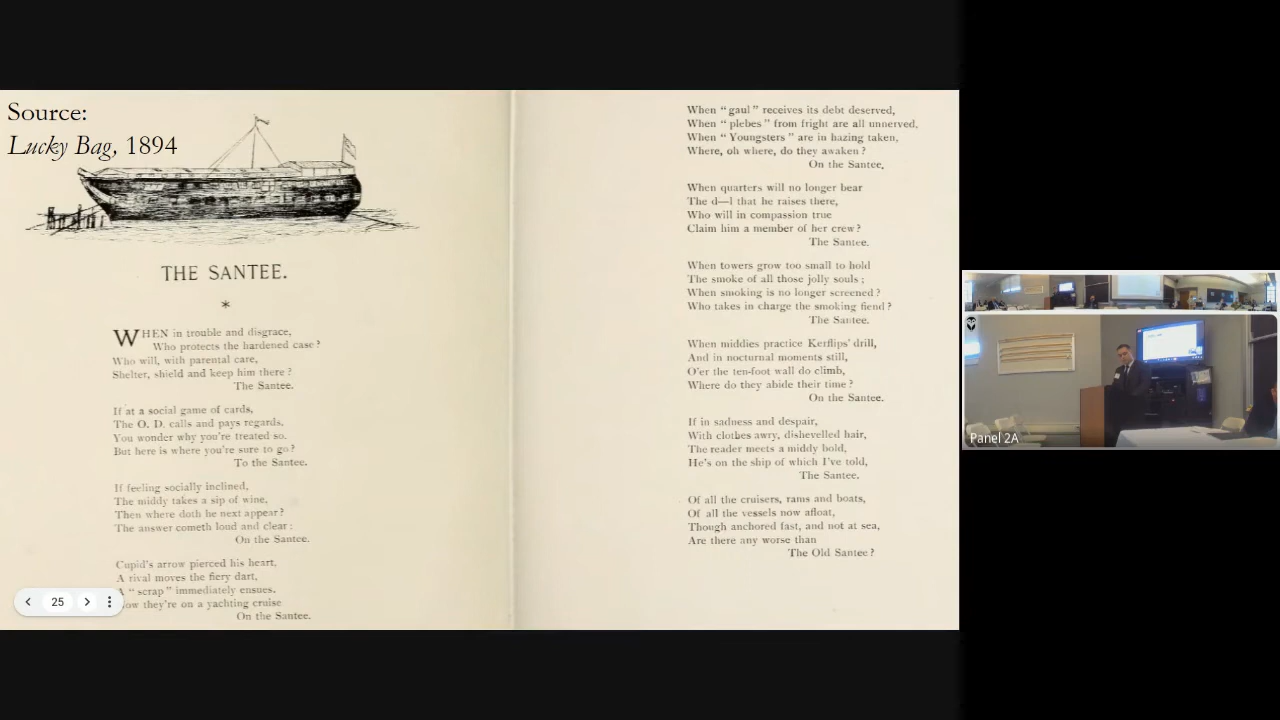 Source:
Lucky Bag, 1894
THE SANTEE.
*
WHEN in trouble and disgrace,
Who protects the hardened case?
Who will, with parental care,
Shelter, shield and keep him there?
The Santee.
If at a social game of cards,
The O. D. calls and pays regards,
You wonder why you're treated so.
But here is where you're sure to go?
To the Santee.
If feeling socially inclined,
The middy takes a sip of wine,
Then where doth he next appear?
The answer cometh loud and clear:
On the Santee.
Cupid's arrow pierced his heart,
A rival moves the fiery dart,
A "scrap" immediately ensues,
Now they're on a yachting cruise
On the Santee.
When "gaul" receives its debt deserved,
When "plebes" from fright are all unnerved,
When "Youngsters" are in hazing taken,
Where, oh where, do they awaken?
On the Santee.
When quarters will no longer bear
The d—l that he raises there,
Who will in compassion true
Claim him a member of her crew?
The Santee.
When towers grow too small to hold
The smoke of all those jolly souls;
When smoking is no longer screened?
Who takes in charge the smoking fiend?
The Santee.
When middies practice Kerflips' drill,
And in nocturnal moments still,
O'er the ten-foot wall do climb,
Where do they abide their time?
On the Santee.
If in sadness and despair,
With clothes awry, dishevelled hair,
The reader meets a middy bold,
He's on the ship of which I've told,
The Santee.
Of all the cruisers, rams and boats,
Of all the vessels now afloat,
Though anchored fast, and not at sea,
Are there any worse than
The Old Santee?
25
Panel 2A